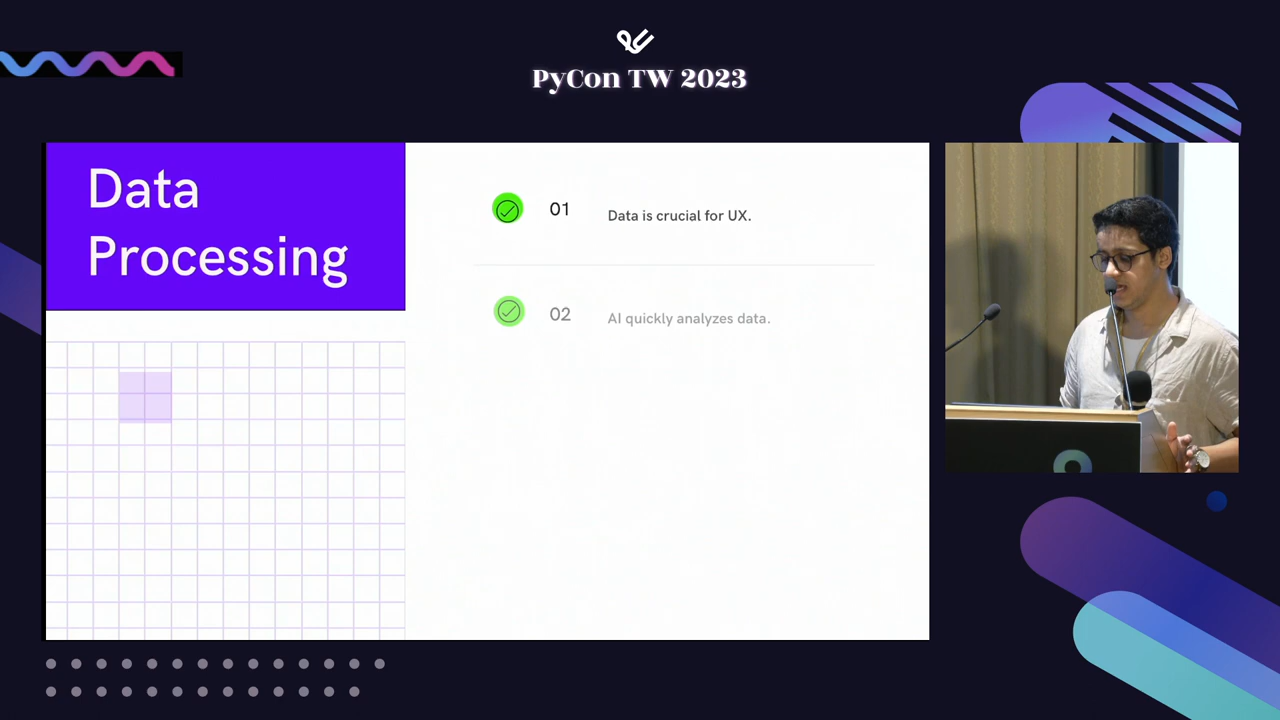 PyCon TW 2023
Data
Processing
01
Data is crucial for UX.
02
AI quickly analyzes data.